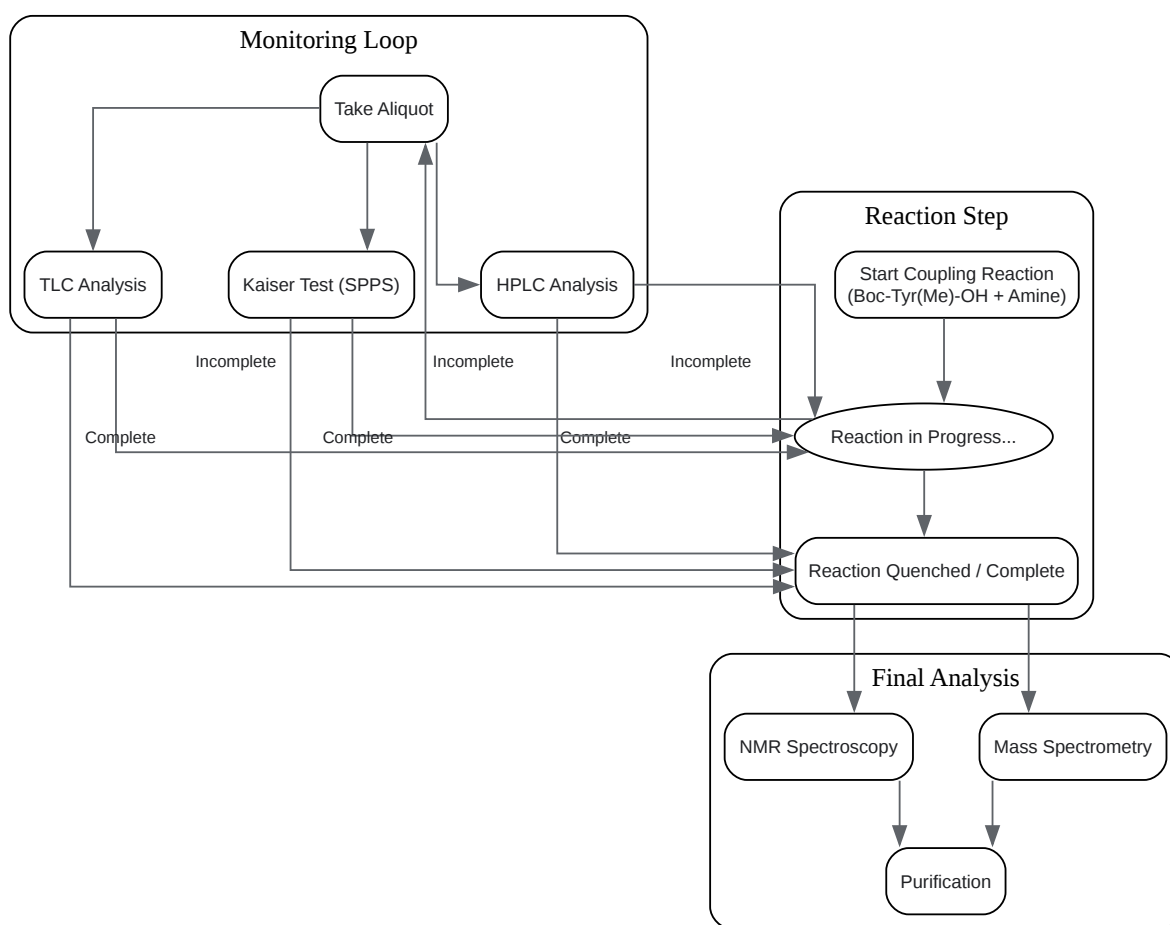 Monitoring Loop
Take Aliquot
TLC Analysis
Kaiser Test (SPPS)
HPLC Analysis
Reaction Step
Start Coupling Reaction
(Boc-Tyr(Me)-OH + Amine)
Incomplete
Incomplete
Incomplete
Complete
Complete
Complete
Reaction in Progress...
Reaction Quenched / Complete
Final Analysis
NMR Spectroscopy
Mass Spectrometry
Purification